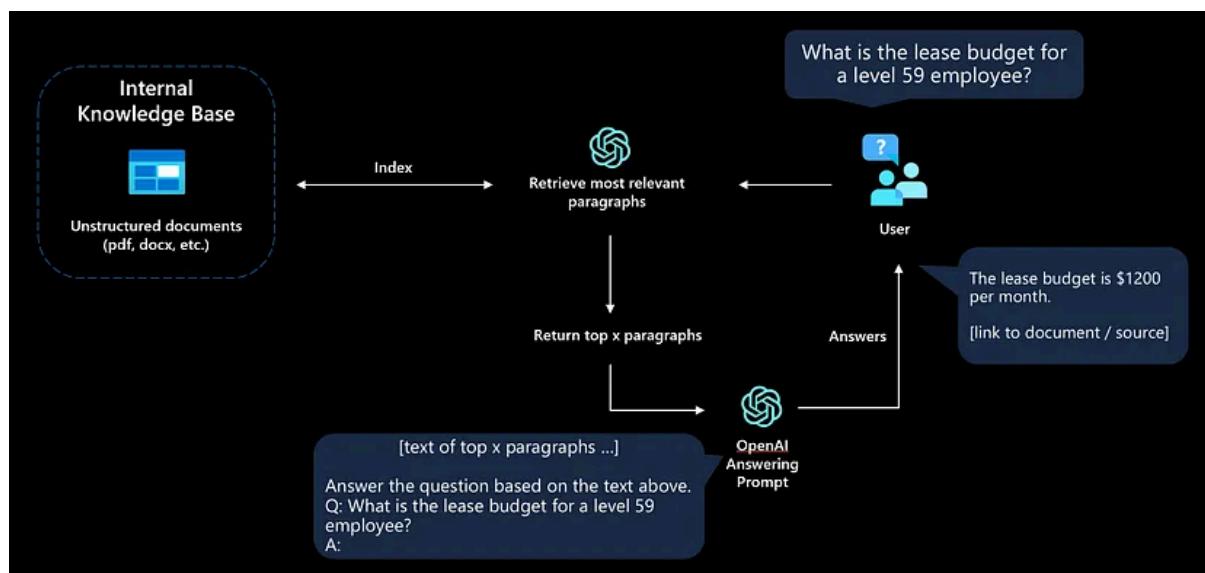 What is the lease budget for
a level 59 employee?
Internal
Knowledge Base
Unstructured documents
(pdf, docx, etc.)
Index
Retrieve most relevant
paragraphs
?
User
The lease budget is $1200
per month.
[link to document / source]
Return top x paragraphs
Answers
OpenAI
Answering
Prompt
[text of top x paragraphs ...]
Answer the question based on the text above.
Q: What is the lease budget for a level 59
employee?
A: